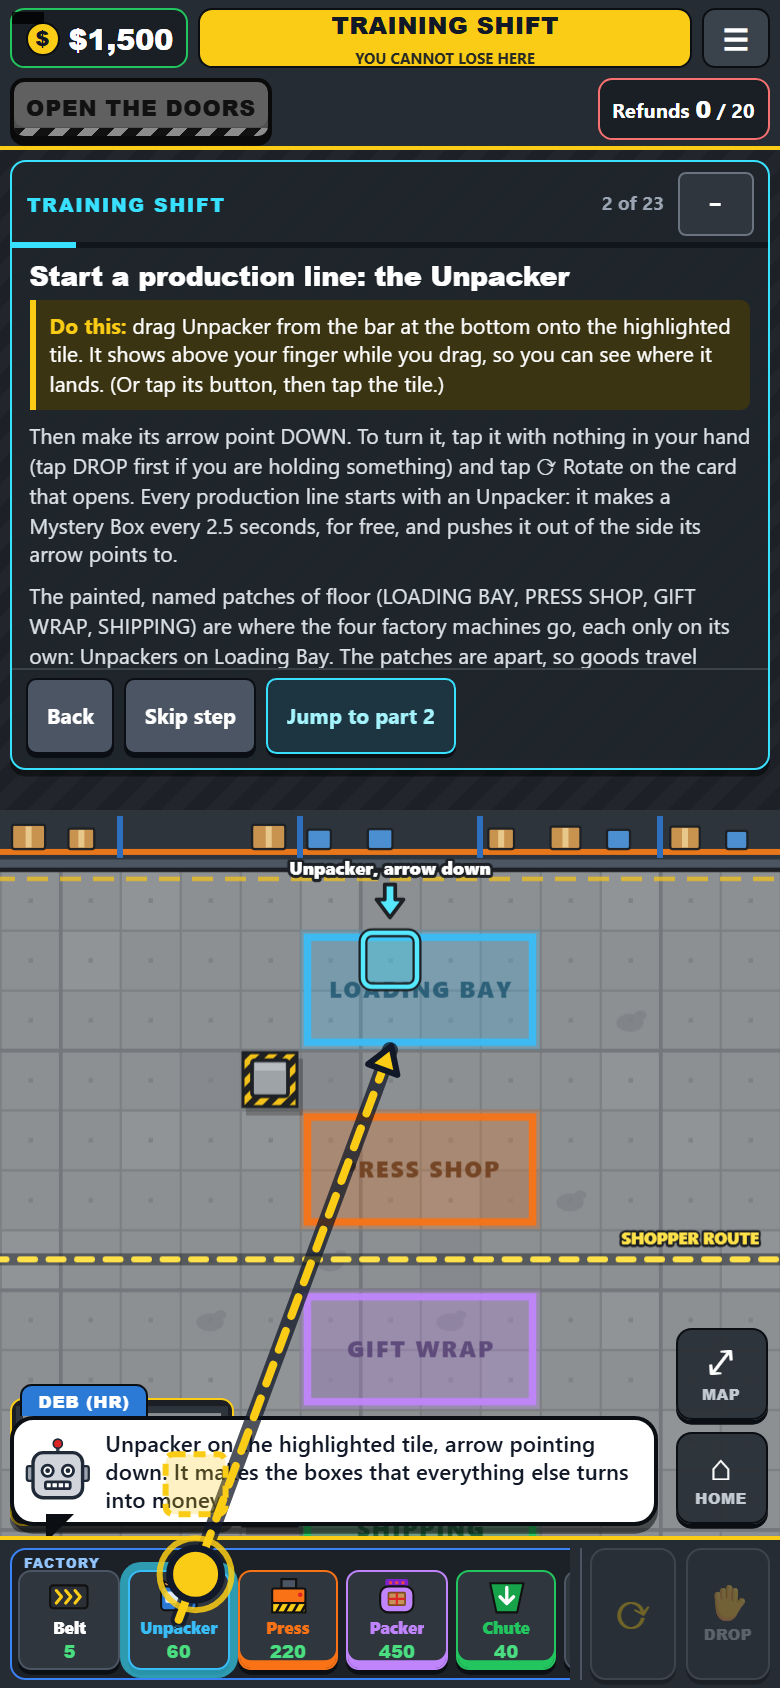 $1,500
TRAINING SHIFT
YOU CANNOT LOSE HERE
OPEN THE DOORS
Refunds 0 / 20
TRAINING SHIFT
2 of 23
Start a production line: the Unpacker
Do this: drag Unpacker from the bar at the bottom onto the highlighted
tile. It shows above your finger while you drag, so you can see where it
lands. (Or tap its button, then tap the tile.)
Then make its arrow point DOWN. To turn it, tap it with nothing in your hand
(tap DROP first if you are holding something) and tap ⟳ Rotate on the card
that opens. Every production line starts with an Unpacker: it makes a
Mystery Box every 2.5 seconds, for free, and pushes it out of the side its
arrow points to.
The painted, named patches of floor (LOADING BAY, PRESS SHOP, GIFT
WRAP, SHIPPING) are where the four factory machines go, each only on its
own: Unpackers on Loading Bay. The patches are apart, so goods travel
Back
Skip step
Jump to part 2
Unpacker, arrow down
LOADING BAY
PRESS SHOP
SHOPPER ROUTE
GIFT WRAP
MAP
DEB (HR)
Unpacker on the highlighted tile, arrow pointing
down. It makes the boxes that everything else turns
into money.
HOME
SHIPPING
FACTORY
Belt
5
Unpacker
60
Press
220
Packer
450
Chute
40
DROP